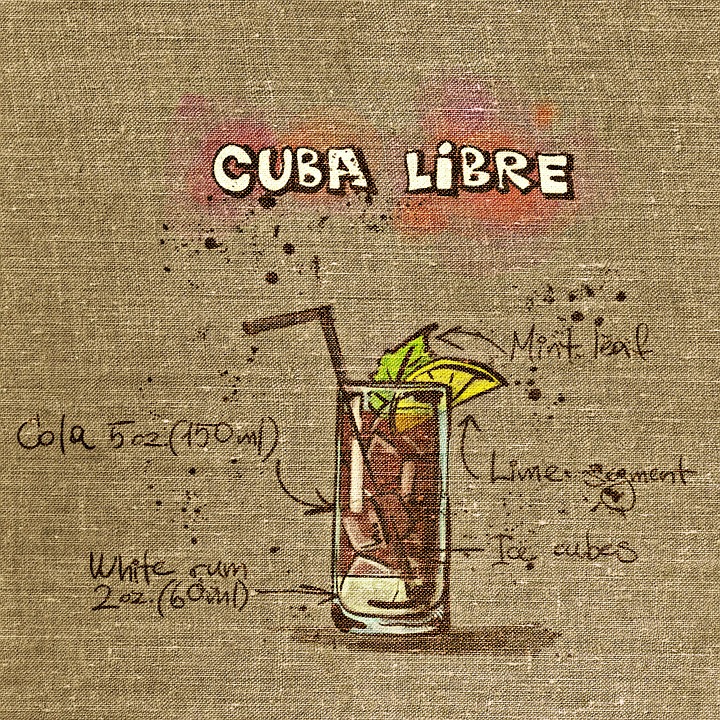 CUBA LIBRE
Mint leaf
Cola 5oz(150ml)
Lime segment
Ice cubes
White rum
2oz.(60ml)